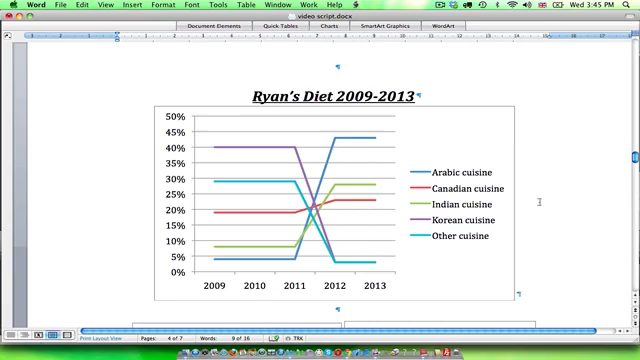 Word File Edit View Insert Format Font Tools Table Window Help
Wed 3:45 PM
video script.docx
Document Elements Quick Tables Charts SmartArt Graphics WordArt
Ryan's Diet 2009-2013
50%
45%
40%
35%
30%
25%
20%
15%
10%
5%
0%
2009 2010 2011 2012 2013
Arabic cuisine
Canadian cuisine
Indian cuisine
Korean cuisine
Other cuisine
Print Layout View Pages: 4 of 7 Words: 9 of 16 TRK